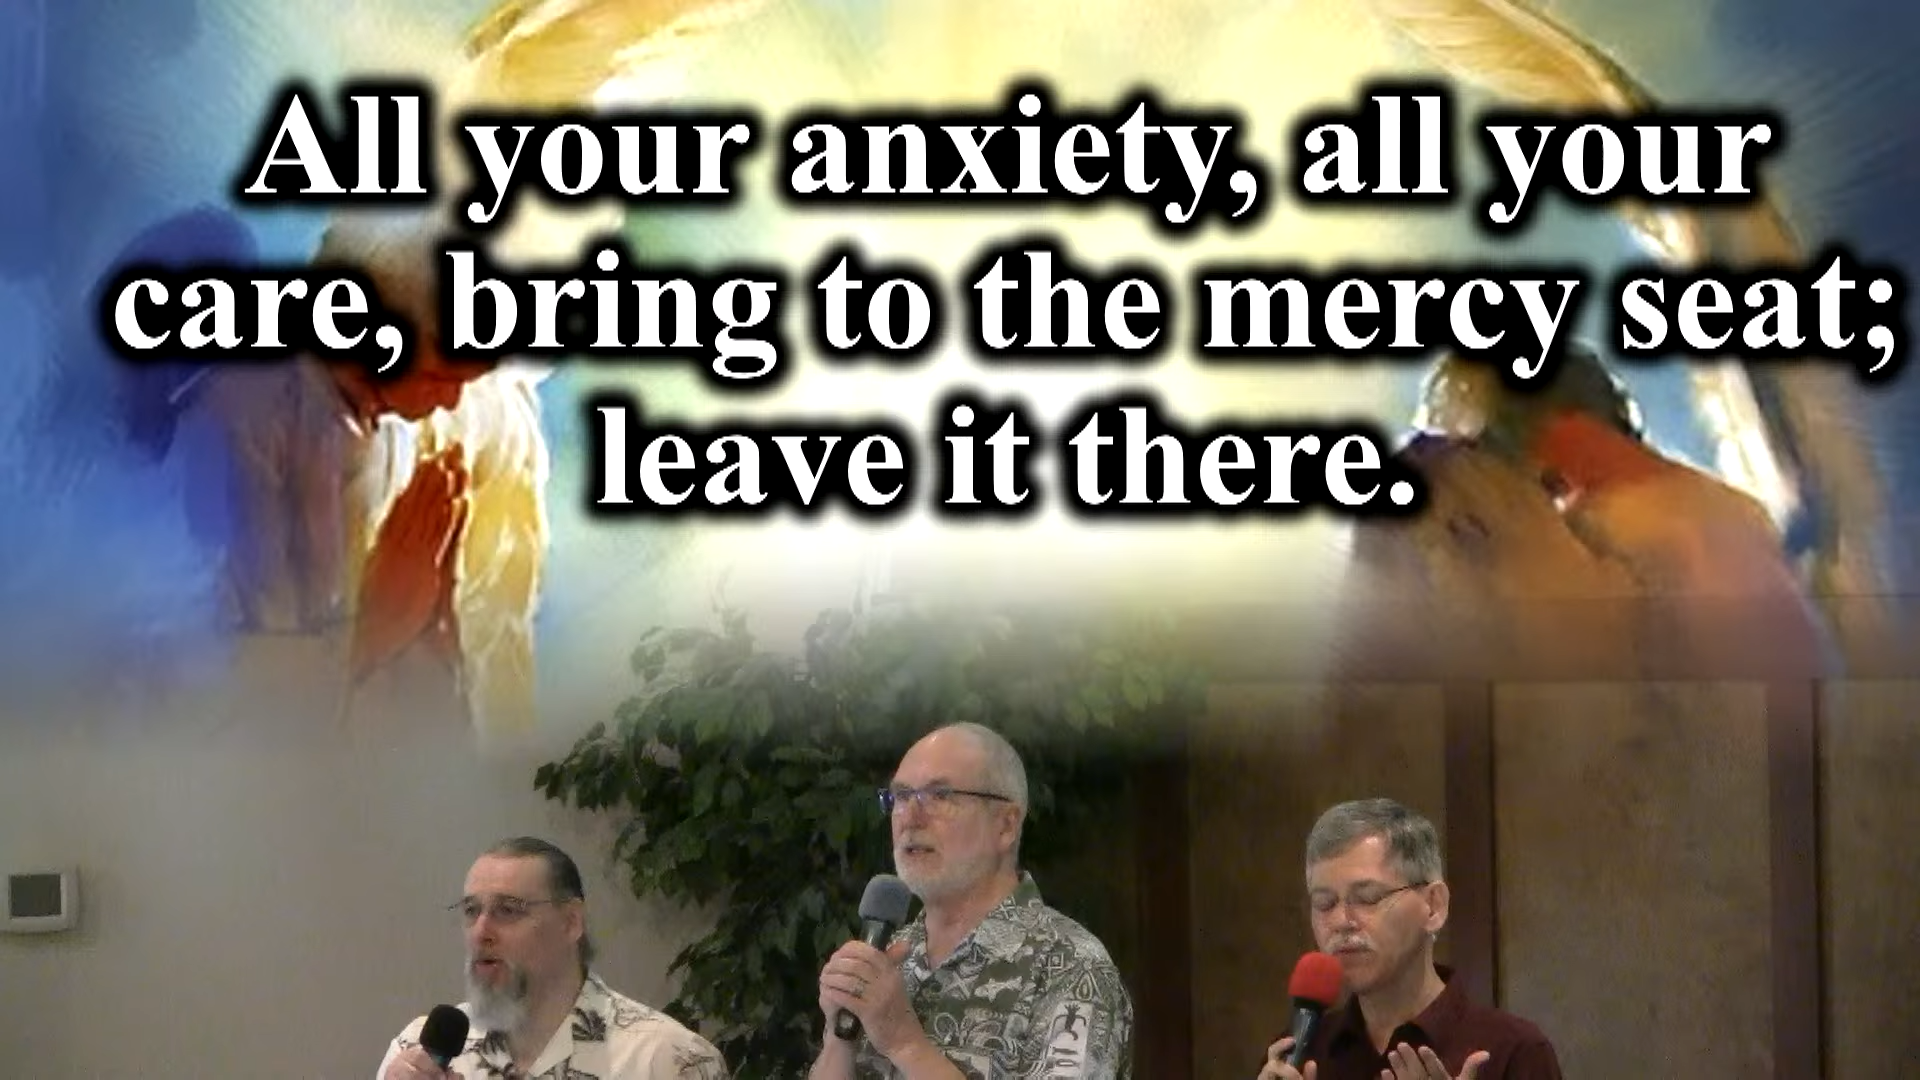 All your anxiety, all your
care, bring to the mercy seat;
leave it there.